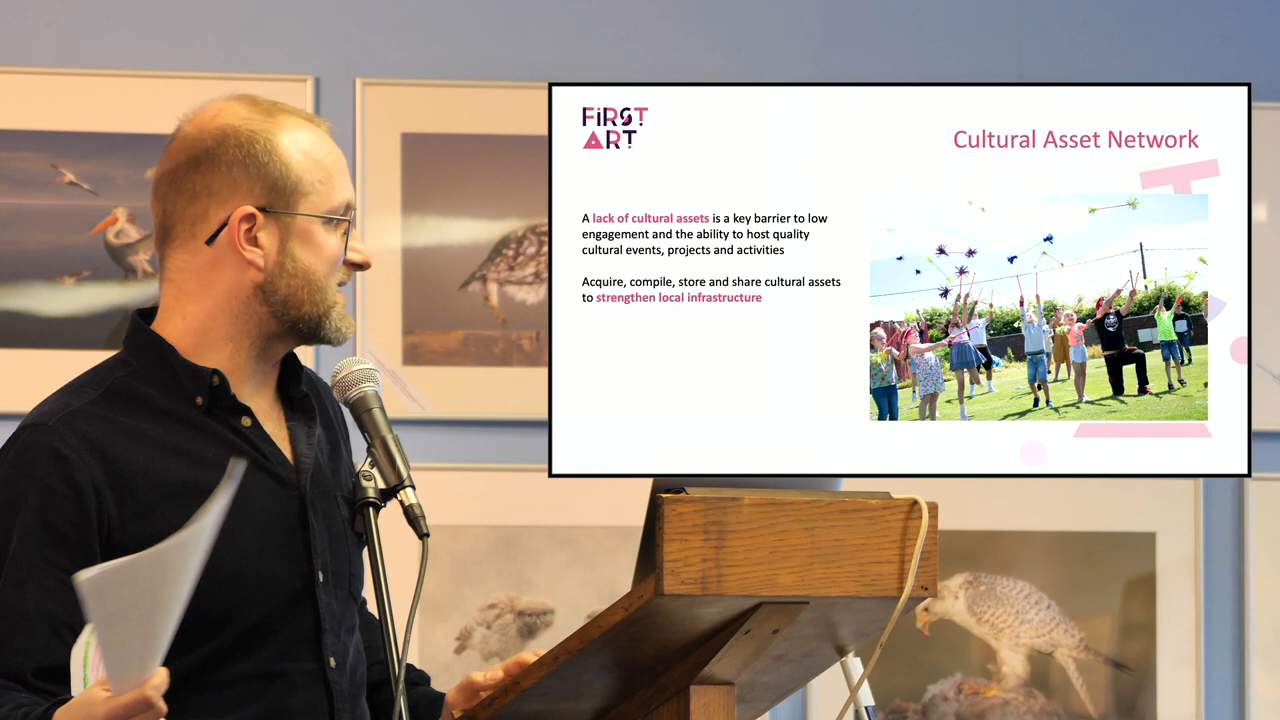 FiRST
ART
Cultural Asset Network
A lack of cultural assets is a key barrier to low
engagement and the ability to host quality
cultural events, projects and activities
Acquire, compile, store and share cultural assets
to strengthen local infrastructure